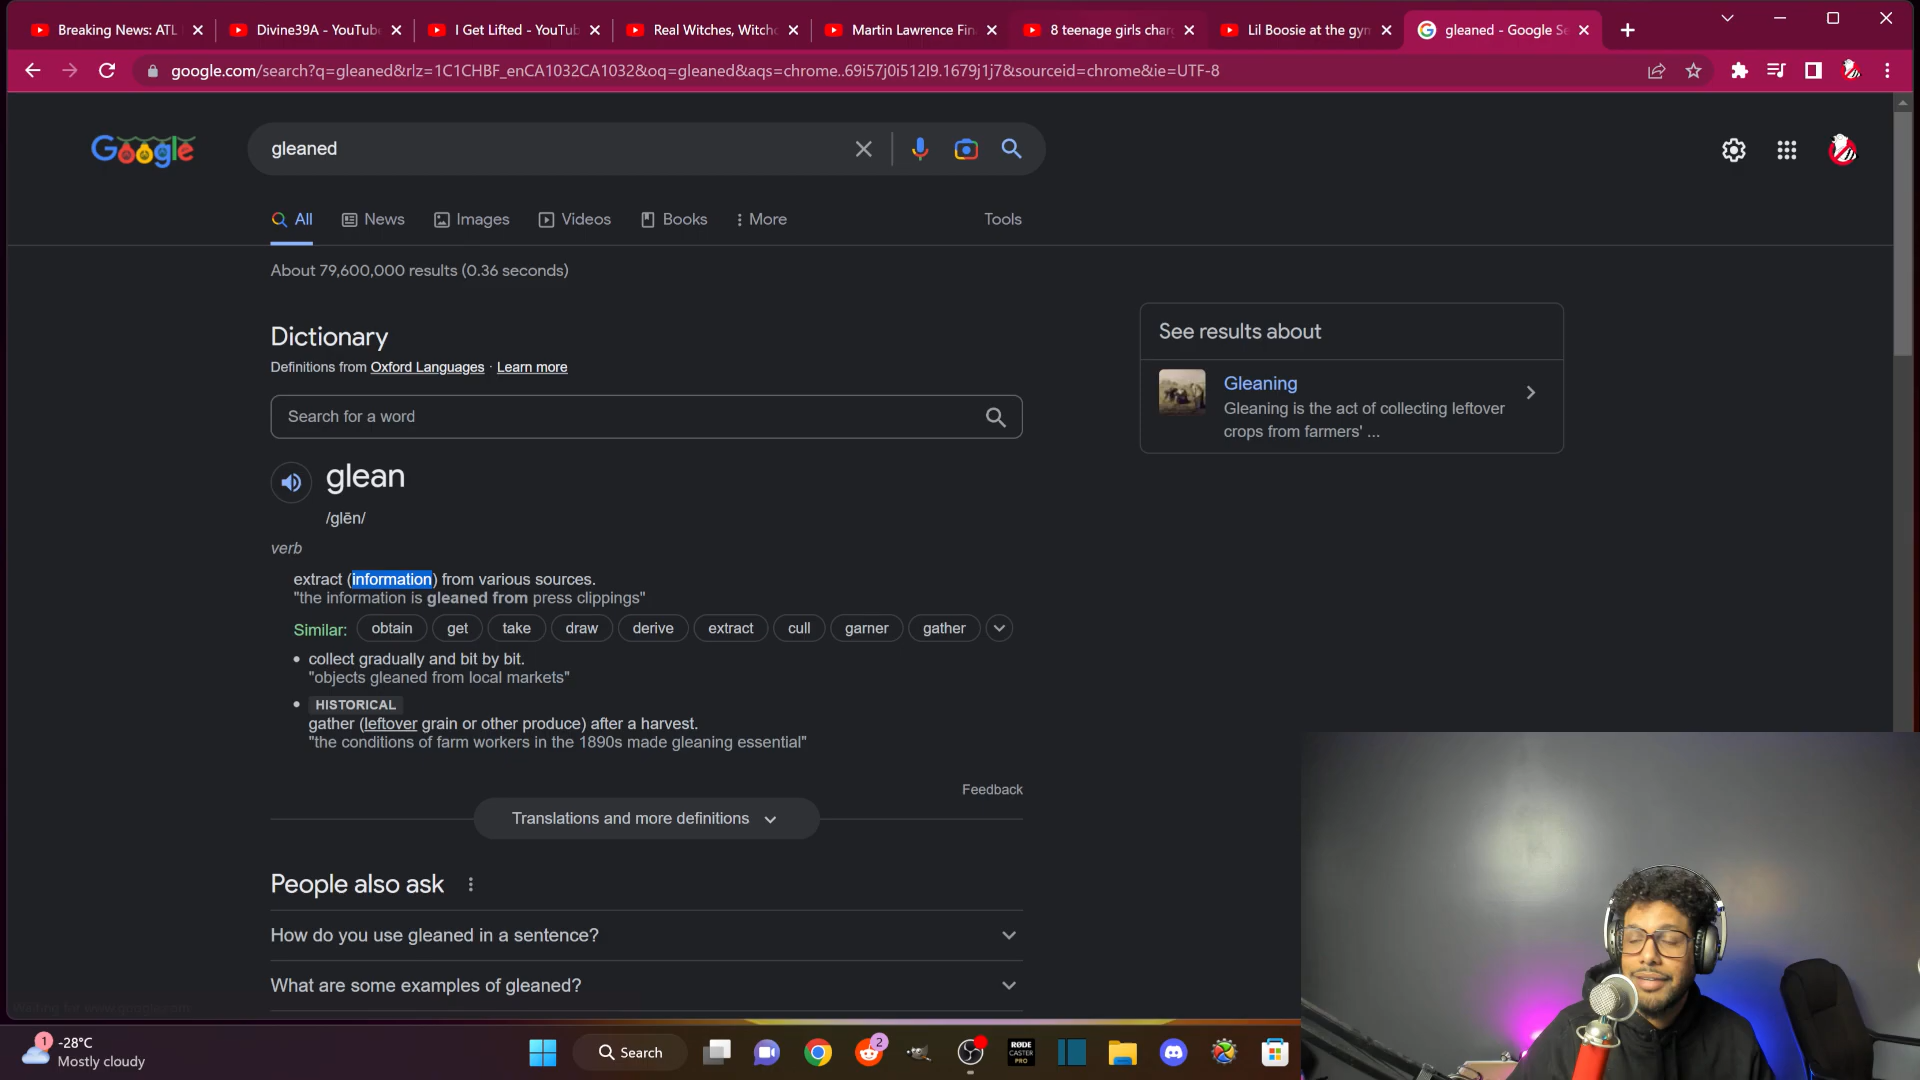 Breaking News: ATL
Divine39A - YouTube
I Get Lifted - YouTub
Real Witches, Witch
Martin Lawrence Fin
8 teenage girls char
Lil Boosie at the gym
gleaned - Google Se
google.com/search?q=gleaned&rlz=1C1CHBF_enCA1032CA1032&oq=gleaned&aqs=chrome..69i57j0i512l9.1679j1j7&sourceid=chrome&ie=UTF-8
Google
gleaned
All
News
Images
Videos
Books
More
Tools
About 79,600,000 results (0.36 seconds)
Dictionary
Definitions from Oxford Languages · Learn more
Search for a word
glean
/glēn/
verb
extract (information) from various sources.
"the information is gleaned from press clippings"
Similar: obtain get take draw derive extract cull garner gather
• collect gradually and bit by bit.
"objects gleaned from local markets"
• HISTORICAL
gather (leftover grain or other produce) after a harvest.
"the conditions of farm workers in the 1890s made gleaning essential"
Feedback
Translations and more definitions
People also ask
How do you use gleaned in a sentence?
What are some examples of gleaned?
See results about
Gleaning
Gleaning is the act of collecting leftover
crops from farmers' ...
1
-28°C
Mostly cloudy
Search
2
RØDE
CASTER
PRO